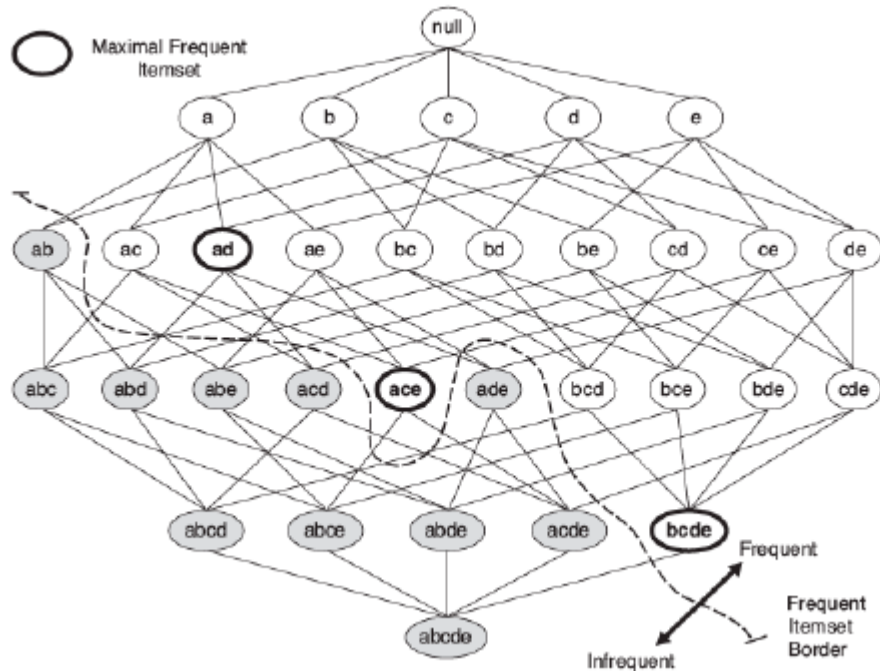 null
Maximal Frequent
Itemset
a b c d e
ab ac ad ae bc bd be cd ce de
abc abd abe acd ace ade bcd bce bde cde
abcd abce abde acde bcde
Frequent
Frequent
Itemset
Border
Infrequent
abcde